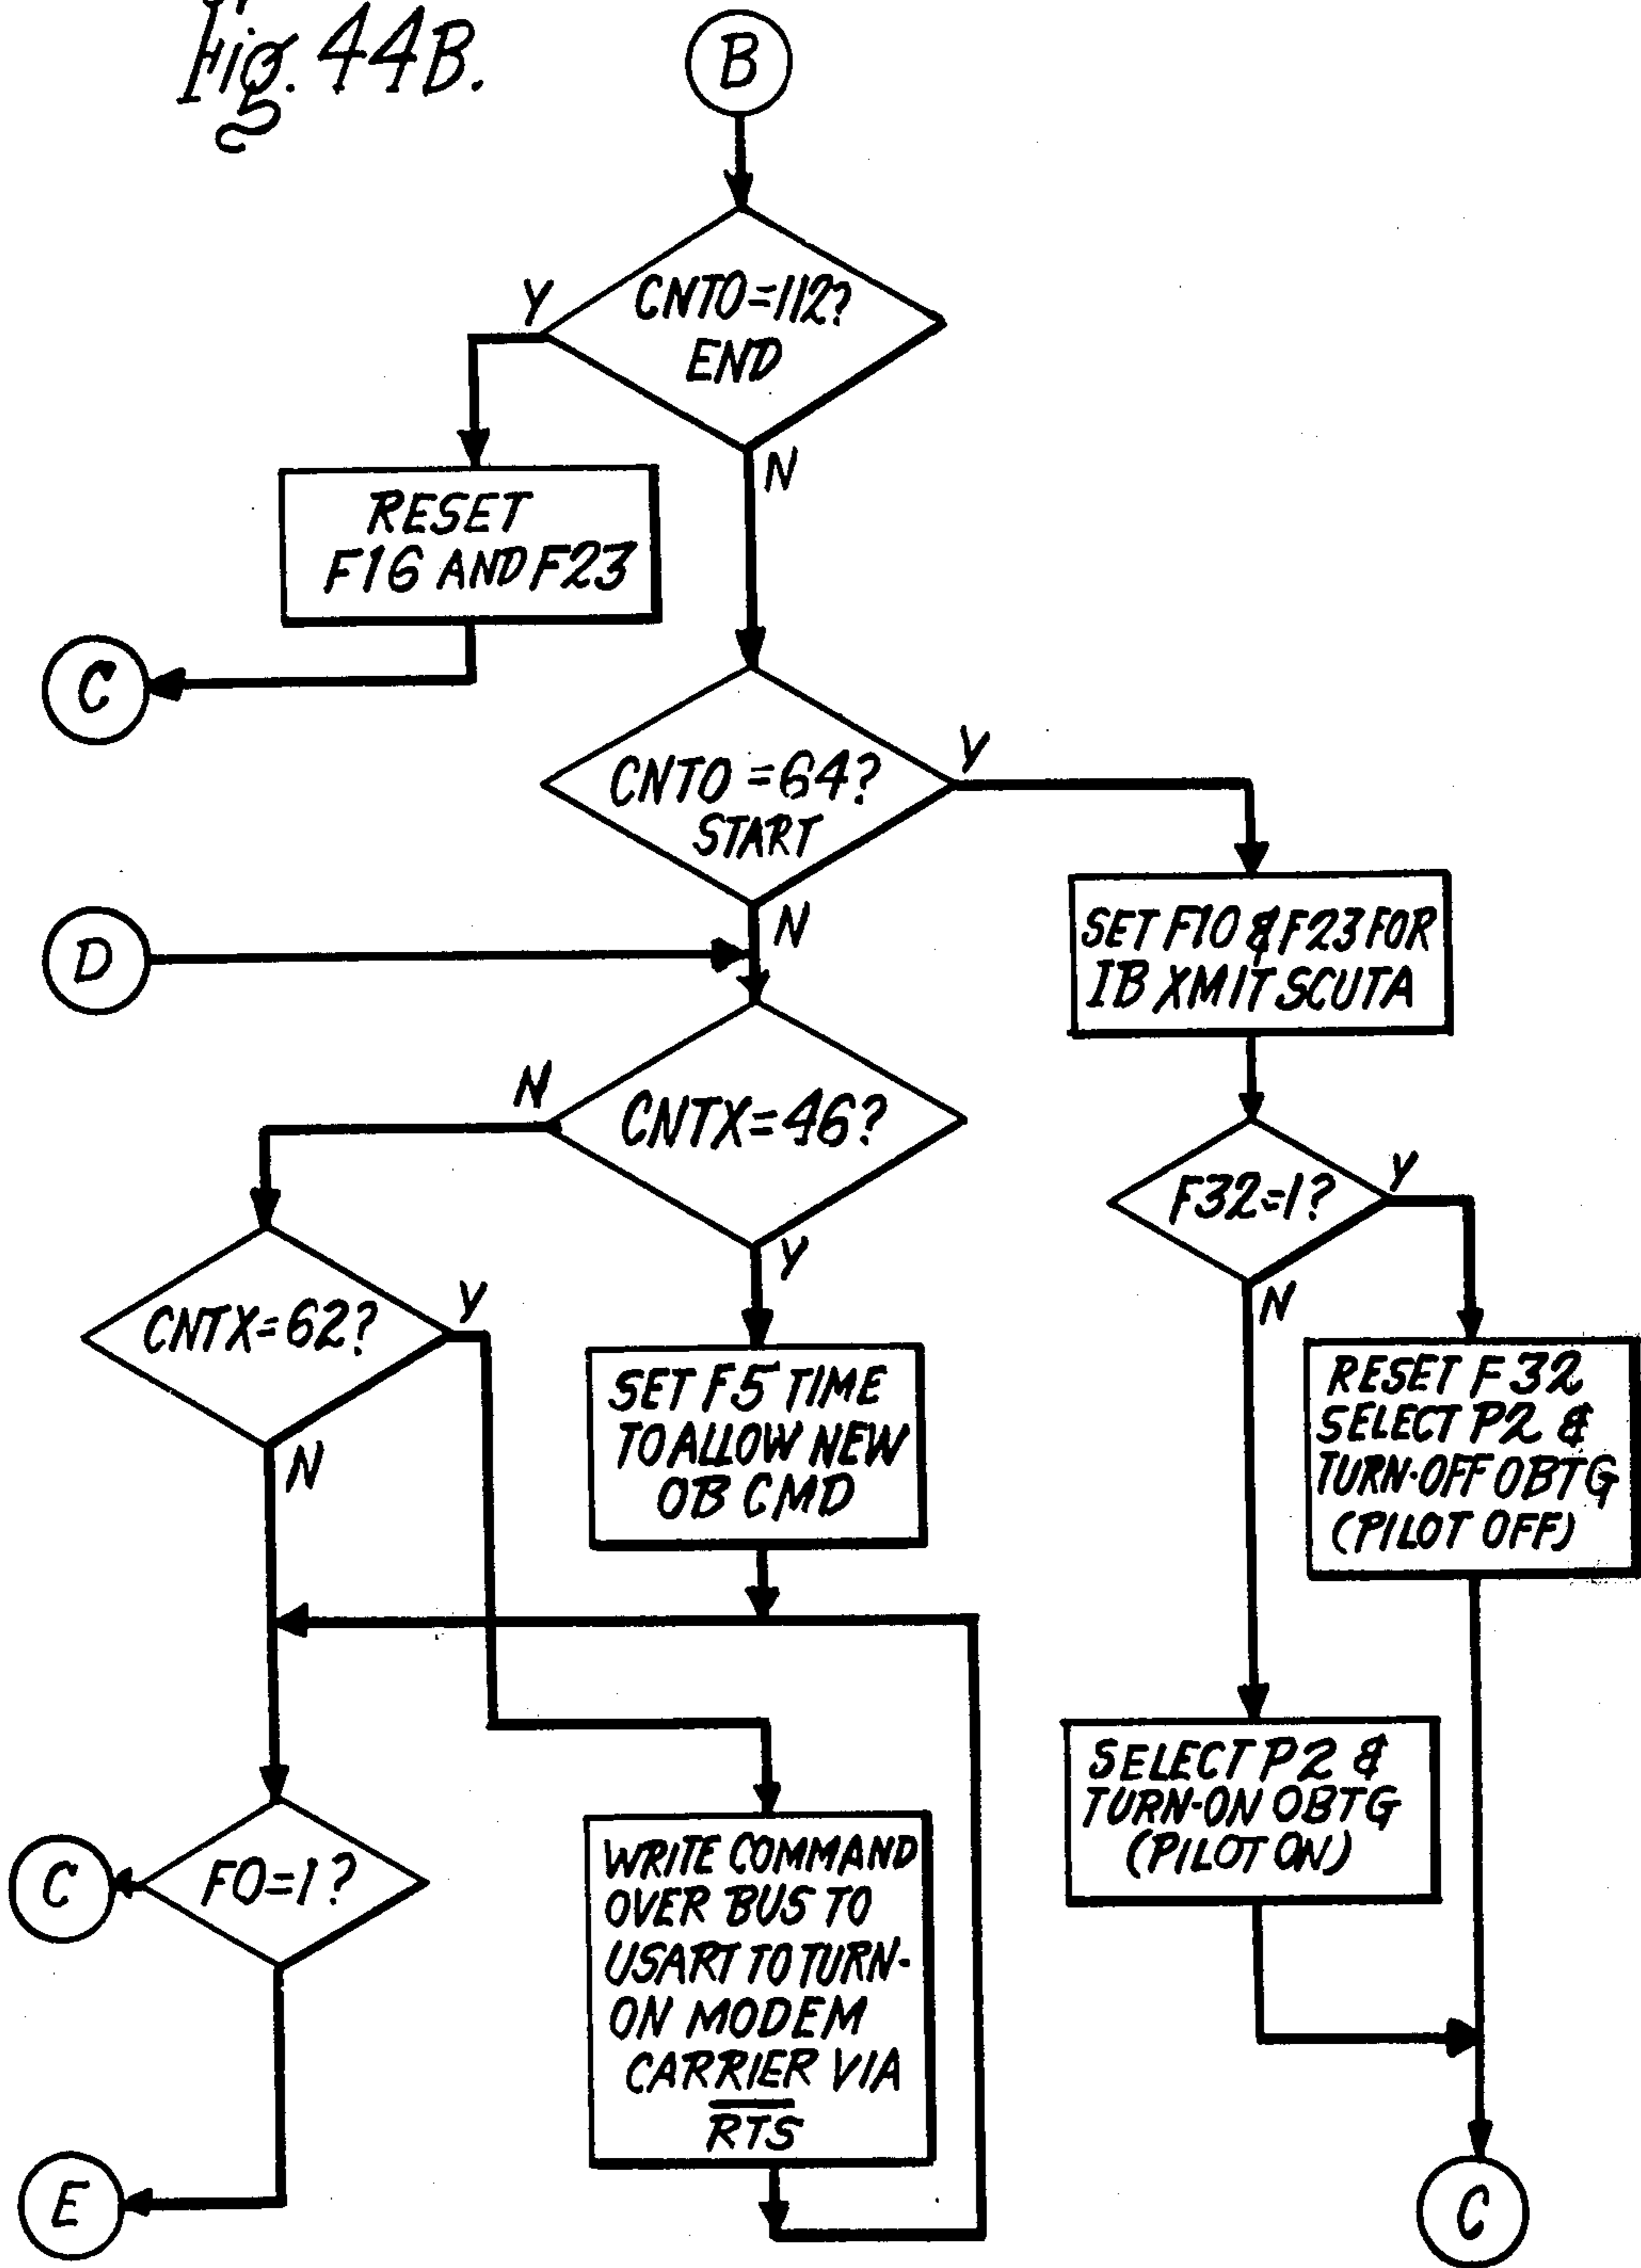 Fig. 44B.
B
CNTO=112?
END
Y
N
RESET
F16 AND F23
C
CNTO=64?
START
Y
N
D
SET F10 & F23 FOR
IB XMIT SCUTA
CNTX=46?
N
Y
F32=1?
Y
N
CNTX=62?
Y
N
SET F5 TIME
TO ALLOW NEW
OB CMD
RESET F32
SELECT P2 &
TURN-OFF OBTG
(PILOT OFF)
SELECT P2 &
TURN-ON OBTG
(PILOT ON)
F0=1?
C
WRITE COMMAND
OVER BUS TO
USART TO TURN-
ON MODEM
CARRIER VIA
RTS
E
C